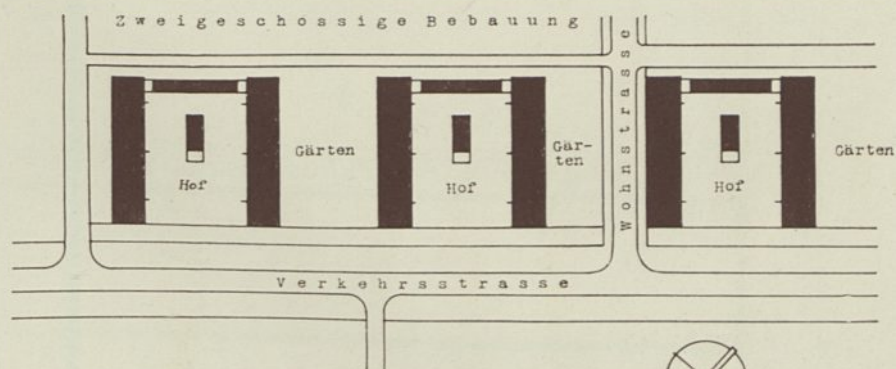 Zweigeschossige Bebauung
Wohnstrasse
Gärten
Gär-
ten
Gärten
Hof
Hof
Hof
Verkehrsstrasse